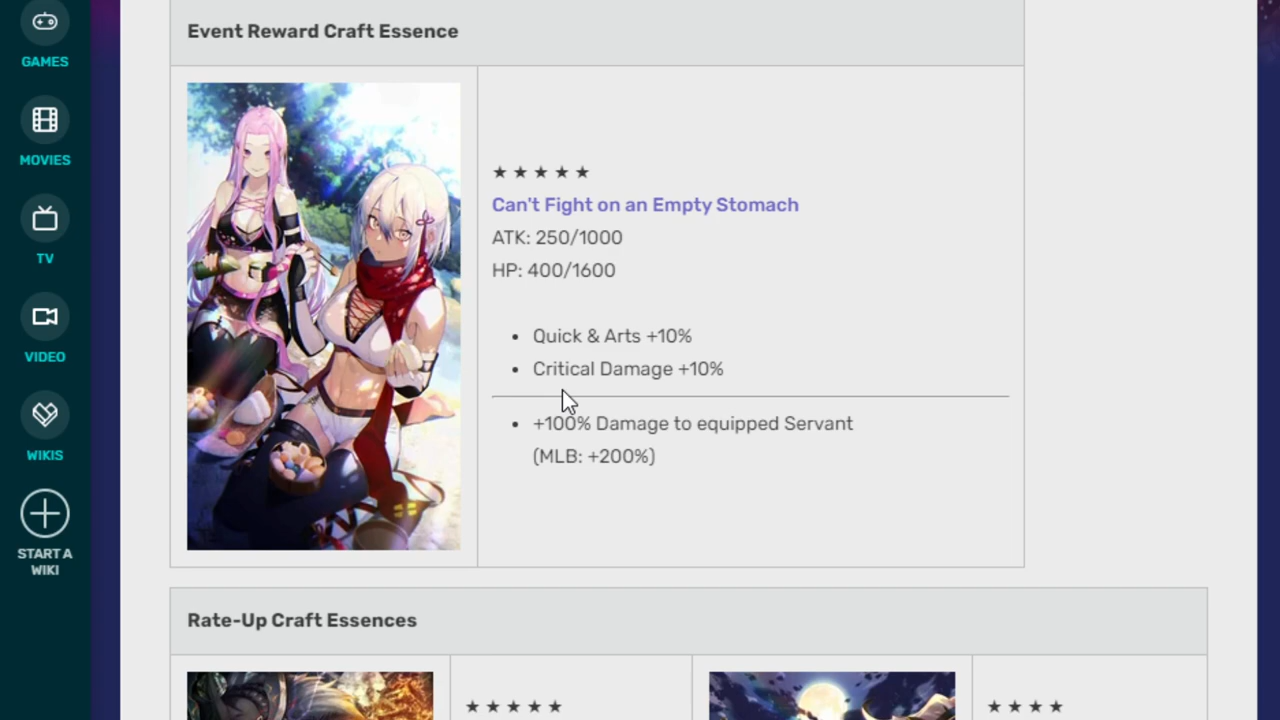 GAMES
MOVIES
TV
VIDEO
WIKIS
START A
WIKI
Event Reward Craft Essence
★ ★ ★ ★ ★
Can't Fight on an Empty Stomach
ATK: 250/1000
HP: 400/1600
• Quick & Arts +10%
• Critical Damage +10%
• +100% Damage to equipped Servant
(MLB: +200%)
Rate-Up Craft Essences
★ ★ ★ ★ ★
★ ★ ★ ★